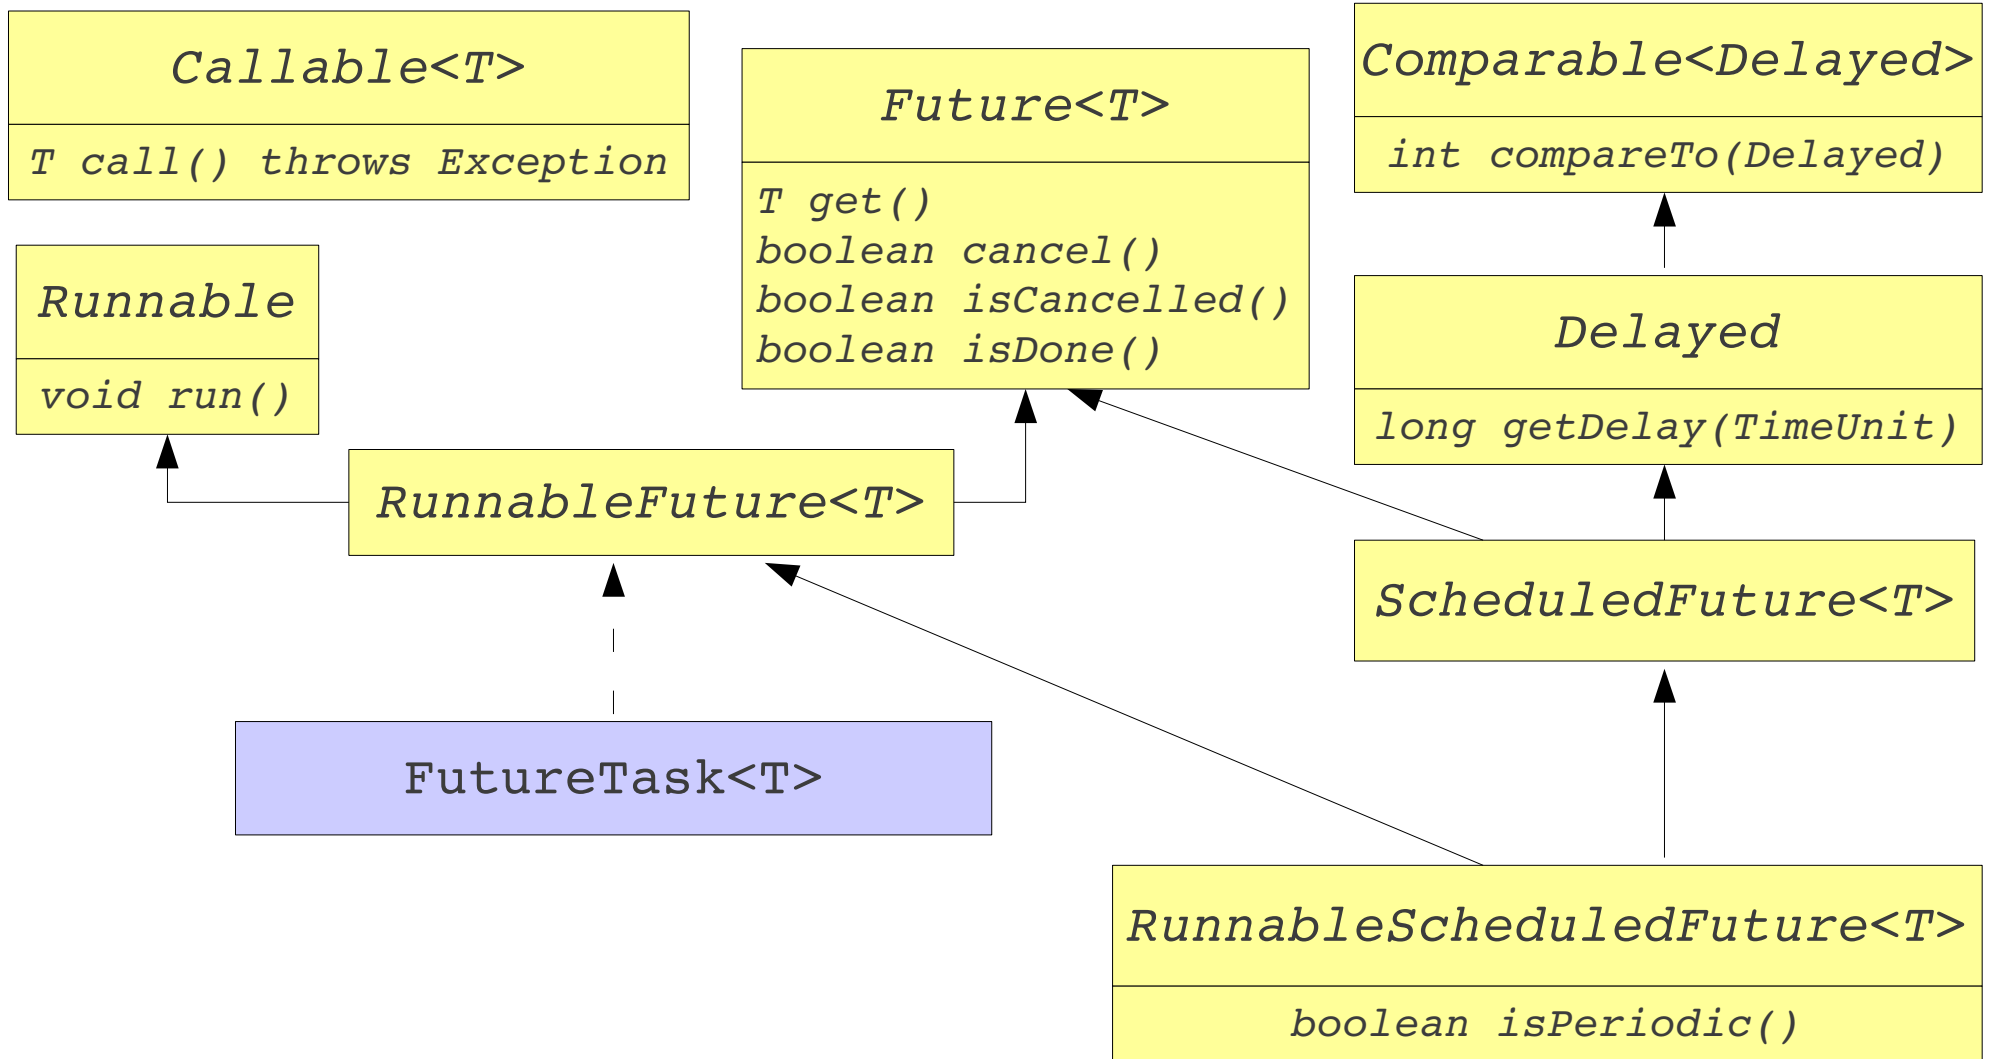 Callable<T>
T call() throws Exception
Future<T>
T get()
boolean cancel()
boolean isCancelled()
boolean isDone()
Comparable<Delayed>
int compareTo(Delayed)
Runnable
void run()
Delayed
long getDelay(TimeUnit)
RunnableFuture<T>
ScheduledFuture<T>
FutureTask<T>
RunnableScheduledFuture<T>
boolean isPeriodic()